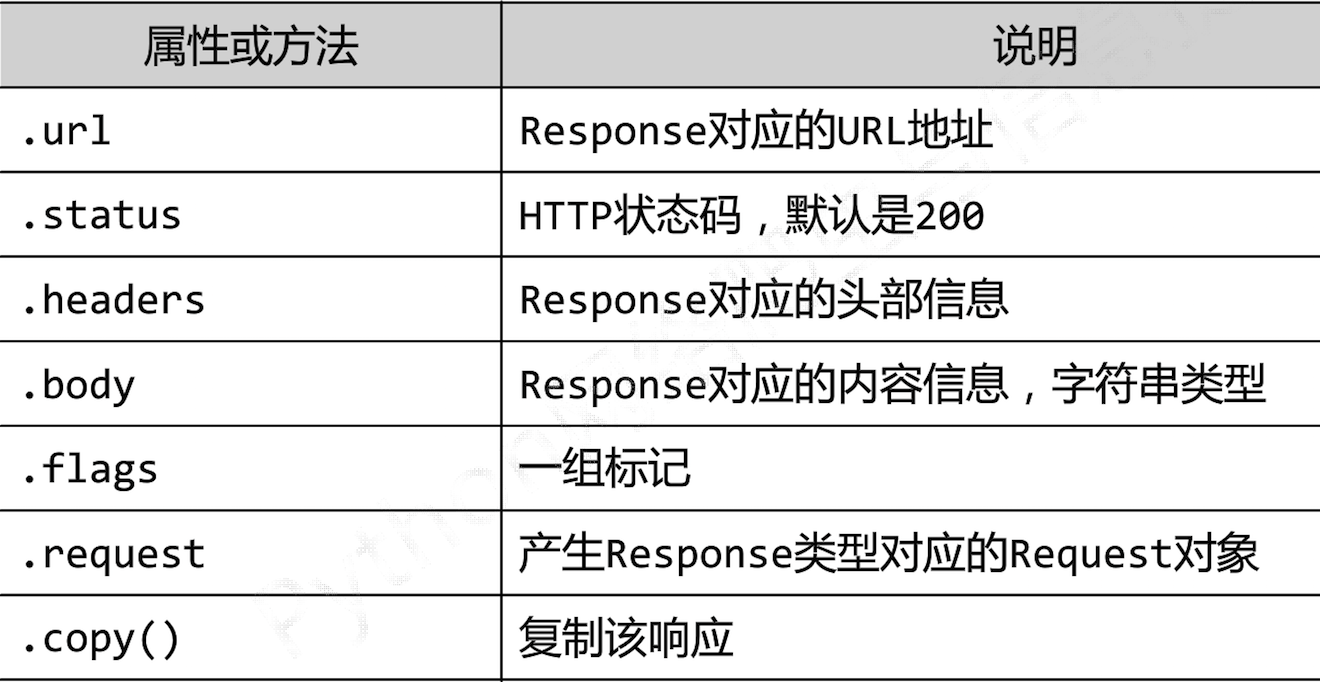 属性或方法 说明
.url Response对应的URL地址
.status HTTP状态码，默认是200
.headers Response对应的头部信息
.body Response对应的内容信息，字符串类型
.flags 一组标记
.request 产生Response类型对应的Request对象
.copy() 复制该响应